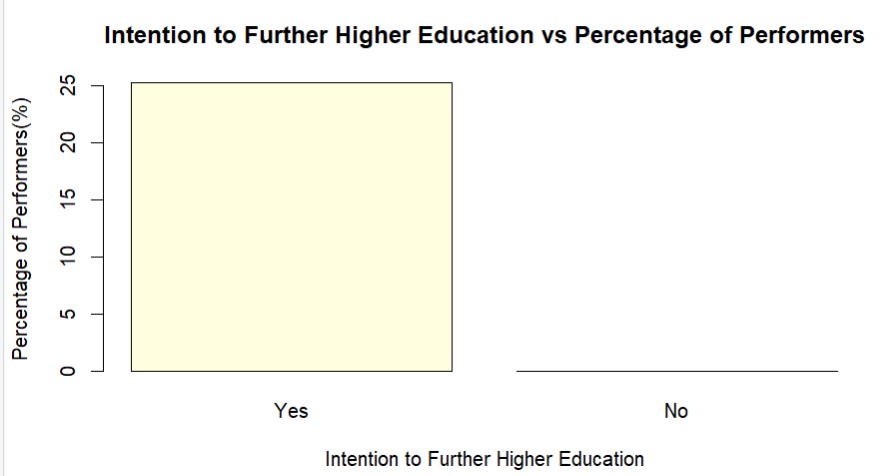 Intention to Further Higher Education vs Percentage of Performers
Percentage of Performers(%)
25
20
15
10
5
0
Yes
No
Intention to Further Higher Education